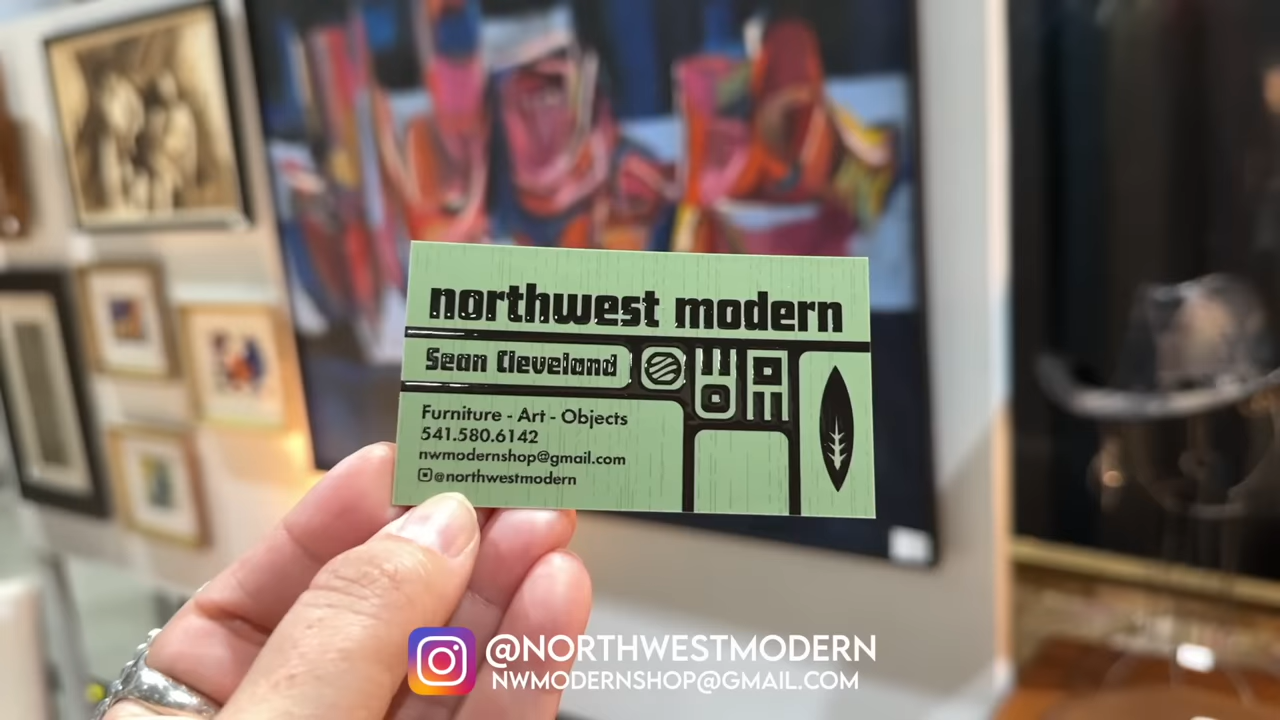 northwest modern
Sean Cleveland
Furniture - Art - Objects
541.580.6142
nwmodernshop@gmail.com
@northwestmodern
@NORTHWESTMODERN
NWMODERNSHOP@GMAIL.COM